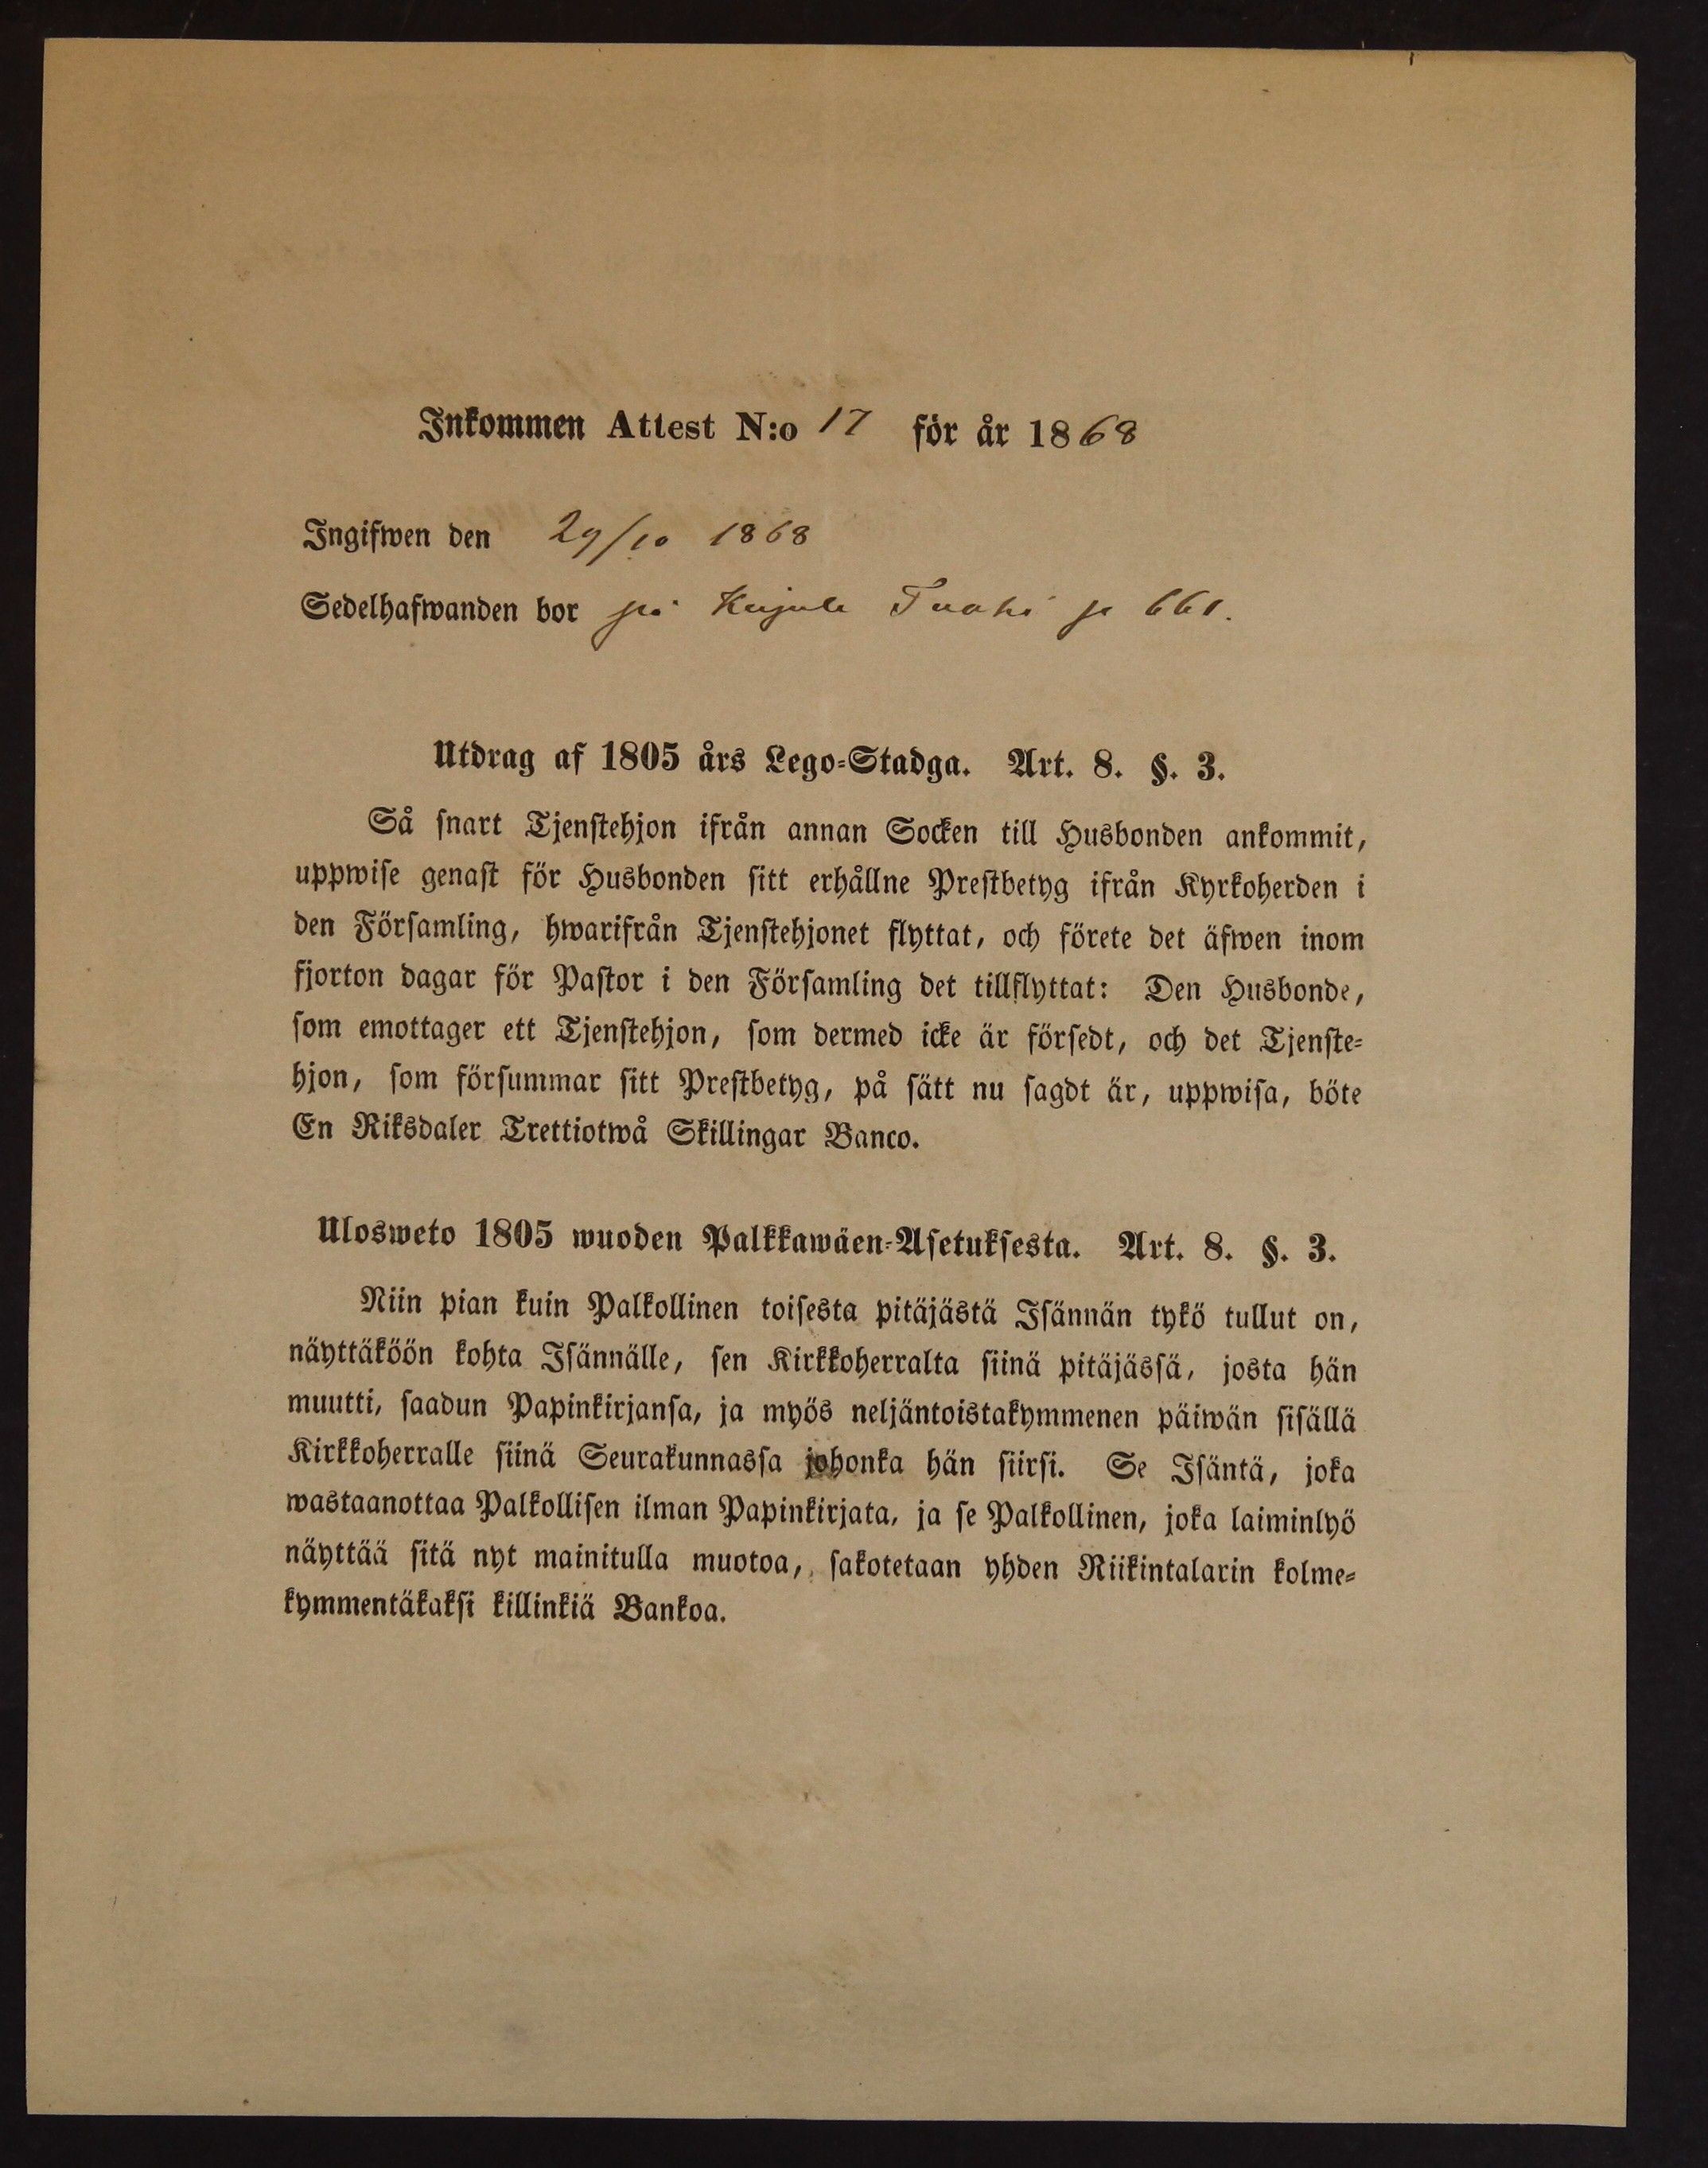 Inkommen Attest N:o 17 för år 1868
Ingifwen den 29/10 1868
Sedelhafwanden bor på p 661.
Utdrag af 1805 års Lego-Stadga. Art. 8. §. 3.
Så snart Tjenstehjon ifrån annan Socken till Husbonden ankommit,
uppwise genast för Husbonden sitt erhållne Prestbetyg ifrån Kyrkoherden i
den Församling, hwarifrån Tjenstehjonet flyttat, och förete det äfwen inom
fjorton dagar för Pastor i den Församling det tillflyttat: Den Husbonde,
som emottager ett Tjenstehjon, som dermed icke är försedt, och det Tjenste-
hjon, som försummar sitt Prestbetyg, på sätt nu sagdt är, uppwisa, böte
En Riksdaler Trettiotwå Skillingar Banco.
Ulosweto 1805 wuoden Palkkawäen-Asetuksesta. Art. 8. §. 3.
Niin pian kuin Palkollinen toisesta pitäjästä Isännän tykö tullut on,
näyttäköön kohta Isännälle, sen Kirkkoherralta siinä pitäjässä, josta hän
muutti, saadun Papinkirjansa, ja myös neljäntoistakymmenen päiwän sisällä
Kirkkoherralle siinä Seurakunnassa johonka hän siirsi. Se Isäntä, joka
wastaanottaa Palkollisen ilman Papinkirjata, ja se Palkollinen, joka laiminlyö
näyttää sitä nyt mainitulla muotoa, sakotetaan yhden Riikintalarin kolme-
kymmentäkaksi killinkiä Bankoa.